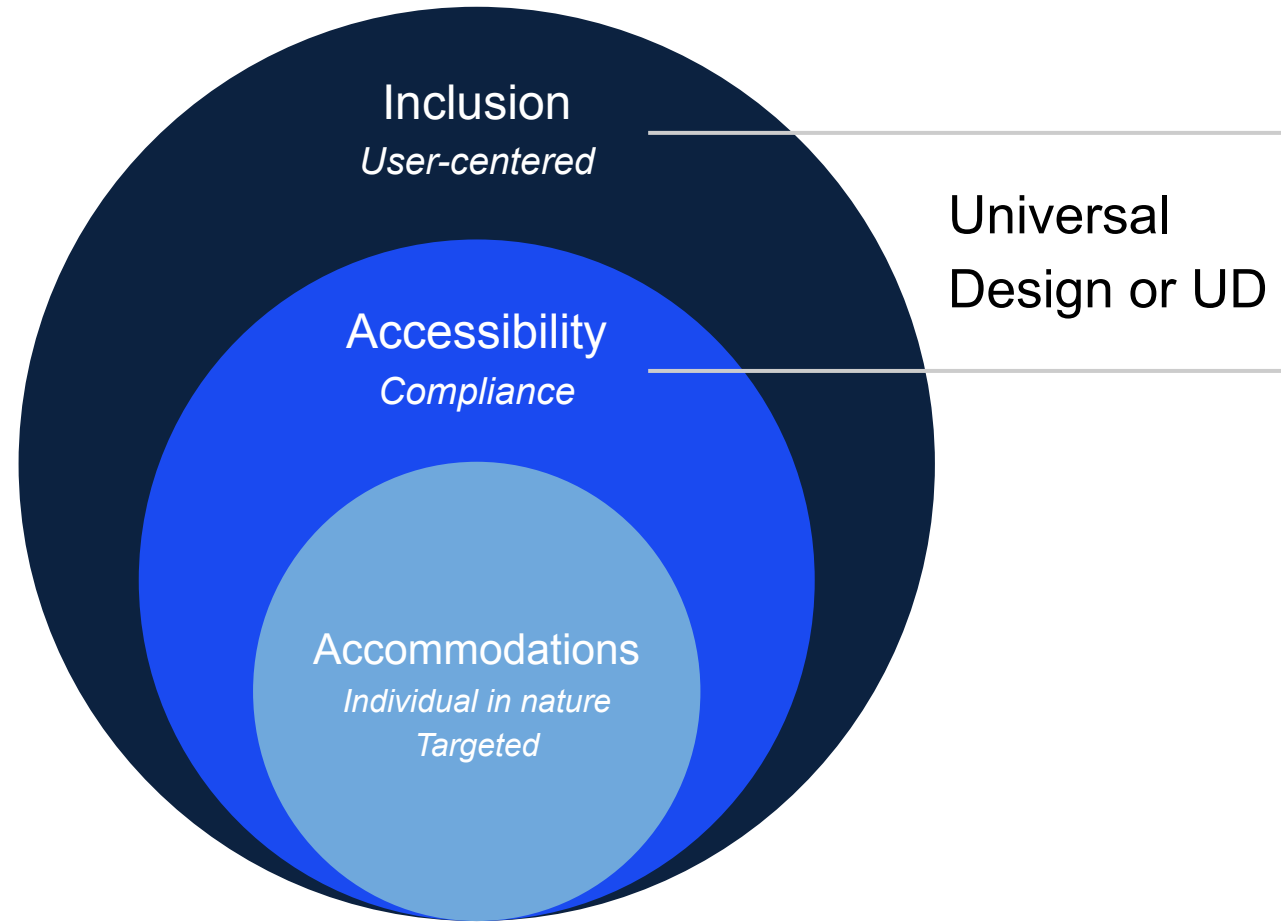 Inclusion
User-centered
Universal
Design or UD
Accessibility
Compliance
Accommodations
Individual in nature
Targeted